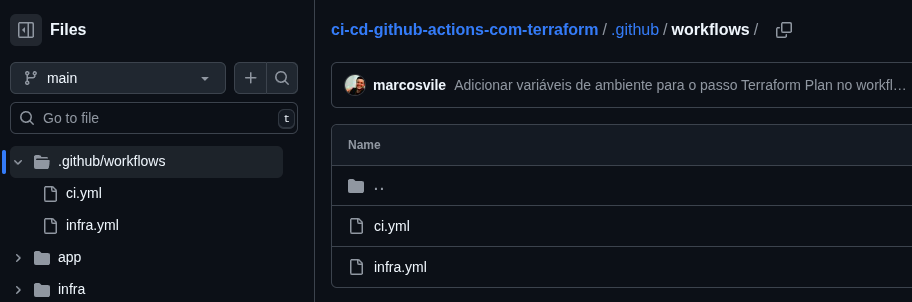 Files
main
Go to file
t
.github/workflows
ci.yml
infra.yml
app
infra
ci-cd-github-actions-com-terraform / .github / workflows /
marcosvile Adicionar variáveis de ambiente para o passo Terraform Plan no workfl...
Name
..
ci.yml
infra.yml